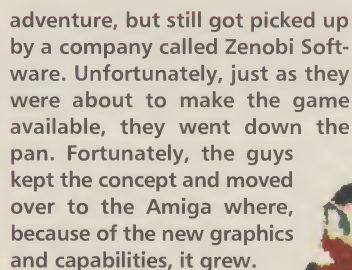 adventure, but still got picked up
by a company called Zenobi Soft-
ware. Unfortunately, just as they
were about to make the game
available, they went down the
pan. Fortunately, the guys
kept the concept and moved
over to the Amiga where,
because of the new graphics
and capabilities, it grew.